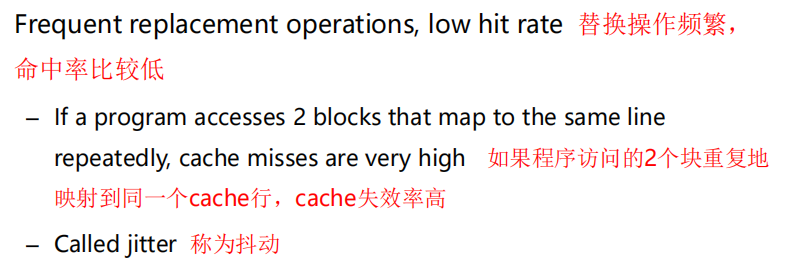 Frequent replacement operations, low hit rate 替换操作频繁，
命中率比较低
– If a program accesses 2 blocks that map to the same line
repeatedly, cache misses are very high 如果程序访问的2个块重复地
映射到同一个cache行，cache失效率高
– Called jitter 称为抖动